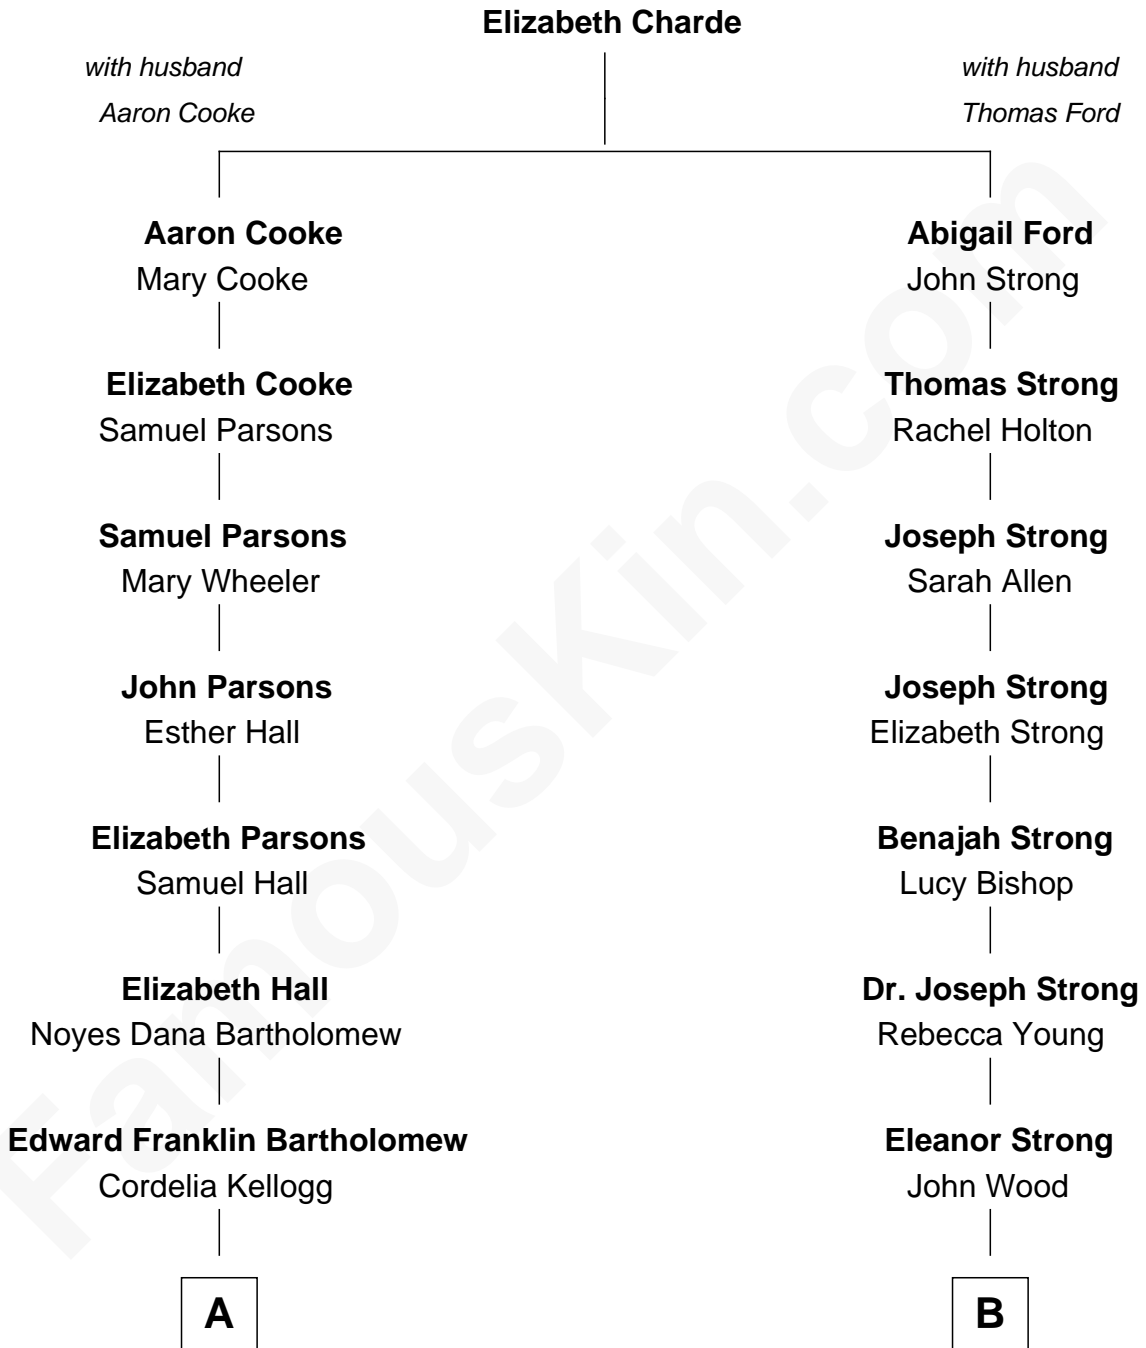 Elizabeth Charde
with husband
Aaron Cooke
with husband
Thomas Ford
Aaron Cooke
Mary Cooke
Abigail Ford
John Strong
Elizabeth Cooke
Samuel Parsons
Thomas Strong
Rachel Holton
Samuel Parsons
Mary Wheeler
Joseph Strong
Sarah Allen
John Parsons
Esther Hall
Joseph Strong
Elizabeth Strong
Elizabeth Parsons
Samuel Hall
Benajah Strong
Lucy Bishop
Elizabeth Hall
Noyes Dana Bartholomew
Dr. Joseph Strong
Rebecca Young
Edward Franklin Bartholomew
Cordelia Kellogg
Eleanor Strong
John Wood
A
B
FamousKin.com